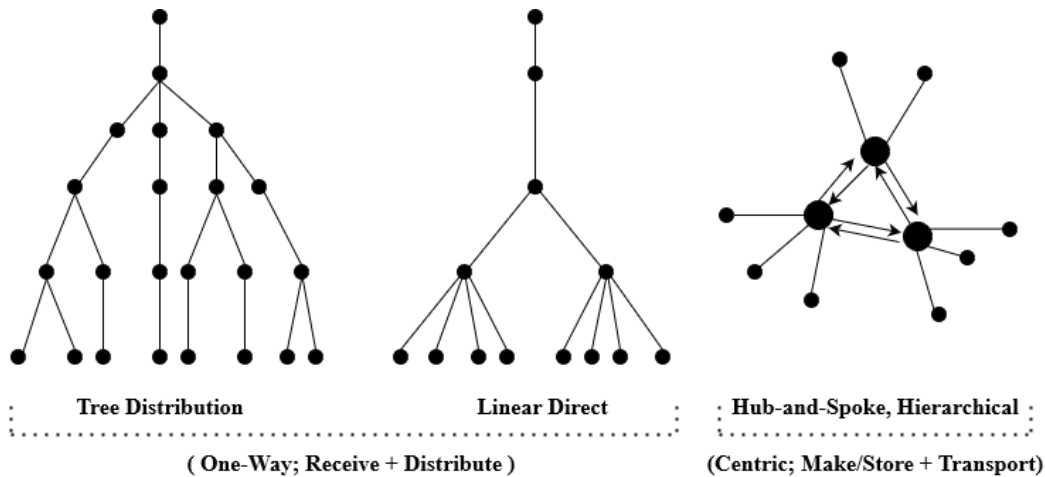 Tree Distribution
Linear Direct
Hub-and-Spoke, Hierarchical
( One-Way; Receive + Distribute )
(Centric; Make/Store + Transport)